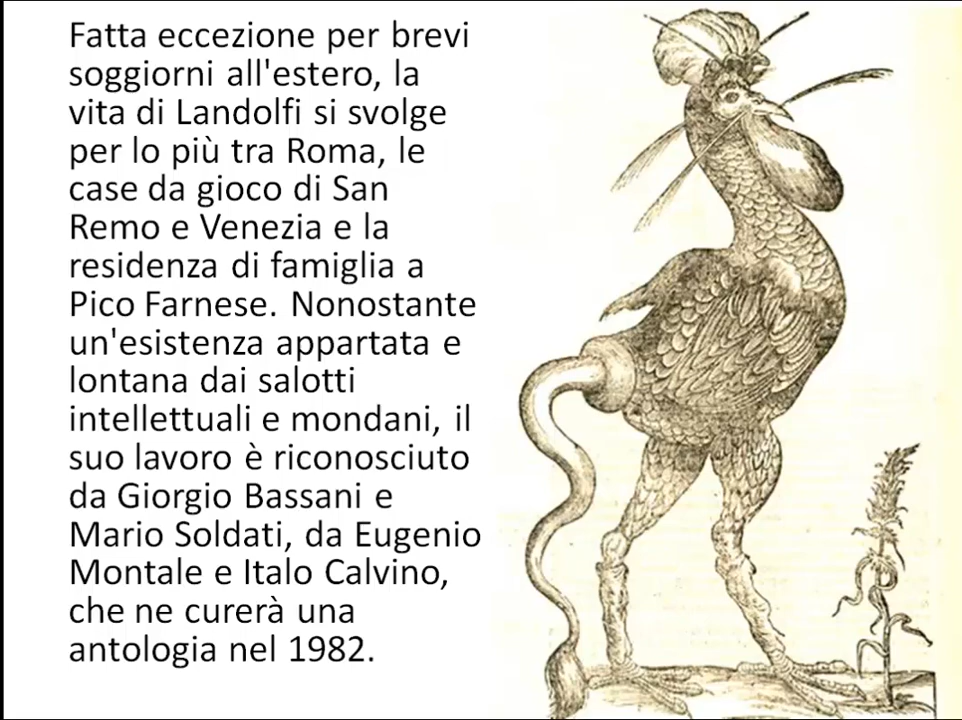 Fatta eccezione per brevi
soggiorni all'estero, la
vita di Landolfi si svolge
per lo più tra Roma, le
case da gioco di San
Remo e Venezia e la
residenza di famiglia a
Pico Farnese. Nonostante
un'esistenza appartata e
lontana dai salotti
intellettuali e mondani, il
suo lavoro è riconosciuto
da Giorgio Bassani e
Mario Soldati, da Eugenio
Montale e Italo Calvino,
che ne curerà una
antologia nel 1982.